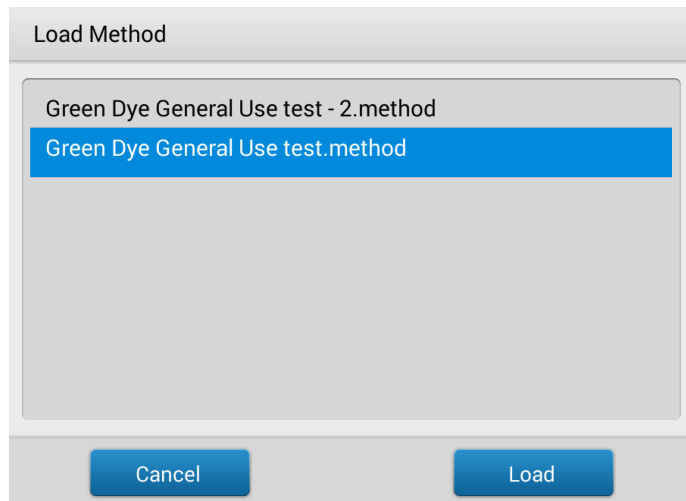 Load Method
Green Dye General Use test - 2.method
Green Dye General Use test.method
Cancel
Load